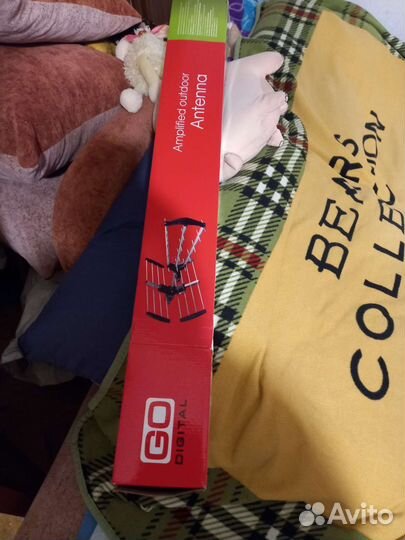 Amplified outdoor
Antenna
GO
DIGITAL
BEARS
COLLECTION
Avito